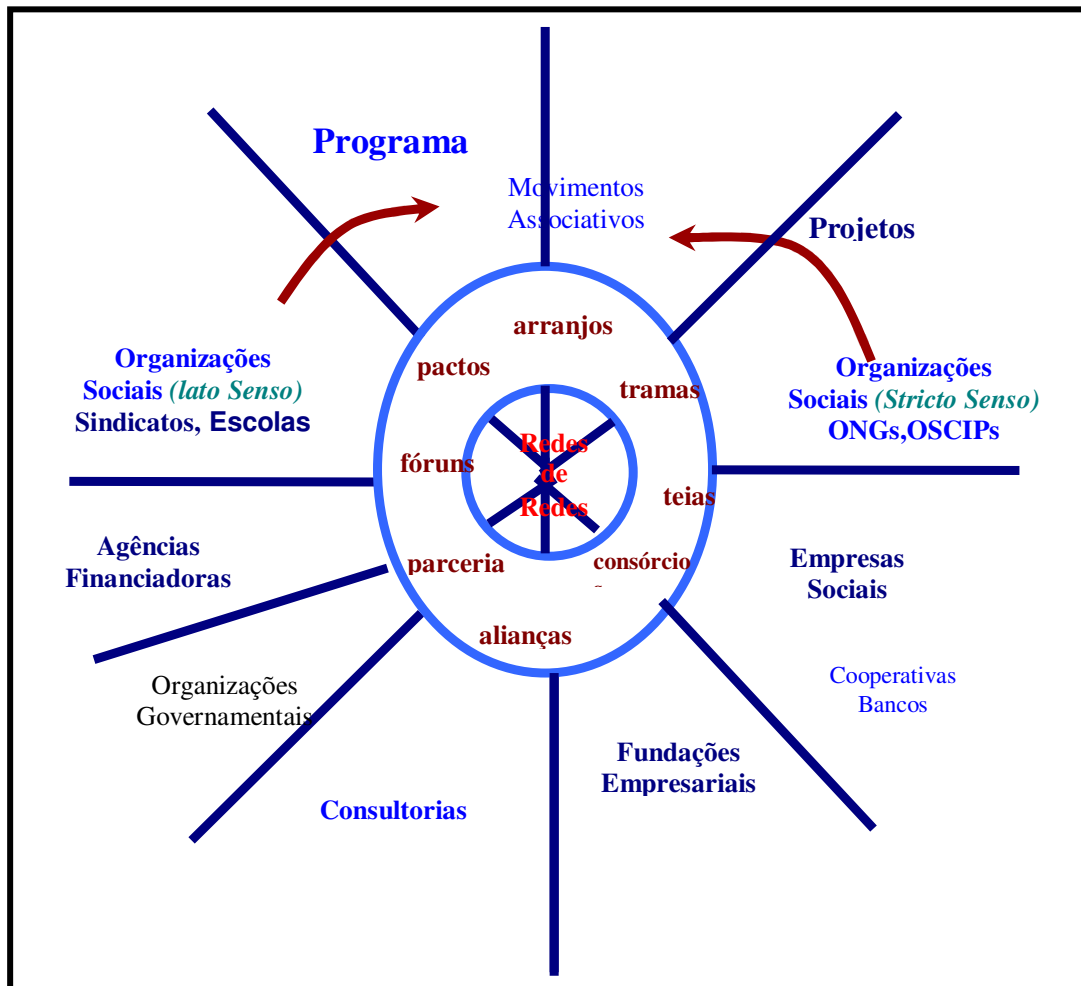 Programa
Movimentos
Associativos
Projetos
arranjos
pactos
tramas
Organizações
Sociais (lato Senso)
Sindicatos, Escolas
Organizações
Sociais (Stricto Senso)
ONGs,OSCIPs
fóruns
Redes
de
Redes
teias
Agências
Financiadoras
parceria
consórcio
Empresas
Sociais
alianças
Organizações
Governamentais
Cooperativas
Bancos
Fundações
Empresariais
Consultorias